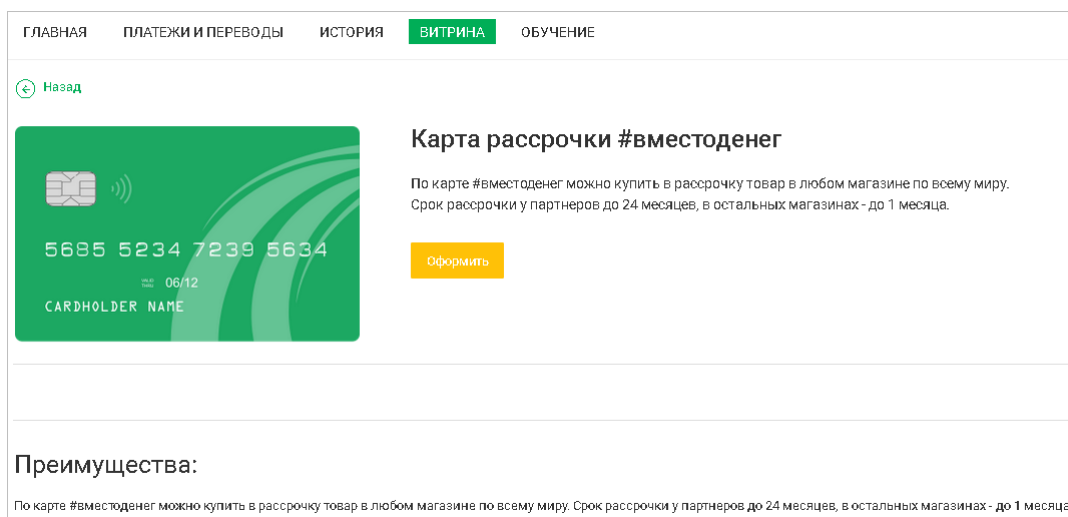 ГЛАВНАЯ ПЛАТЕЖИ И ПЕРЕВОДЫ ИСТОРИЯ ВИТРИНА ОБУЧЕНИЕ
Назад
Карта рассрочки #вместоденег
По карте #вместоденег можно купить в рассрочку товар в любом магазине по всему миру.
Срок рассрочки у партнеров до 24 месяцев, в остальных магазинах - до 1 месяца.
Оформить
5685 5234 7239 5634
VALID THRU 06/12
CARDHOLDER NAME
Преимущества:
По карте #вместоденег можно купить в рассрочку товар в любом магазине по всему миру. Срок рассрочки у партнеров до 24 месяцев, в остальных магазинах - до 1 месяца